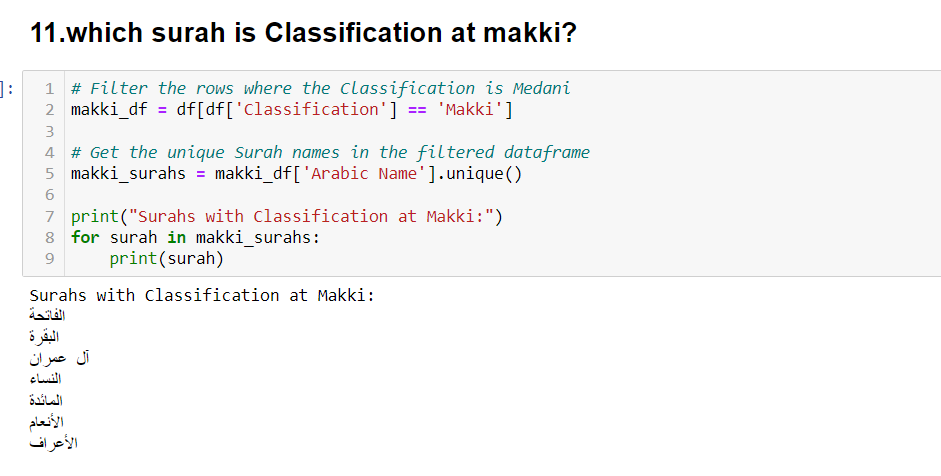 11.which surah is Classification at makki?
]:
1 # Filter the rows where the Classification is Medani
2 makki_df = df[df['Classification'] == 'Makki']
3
4 # Get the unique Surah names in the filtered dataframe
5 makki_surahs = makki_df['Arabic Name'].unique()
6
7 print("Surahs with Classification at Makki:")
8 for surah in makki_surahs:
9     print(surah)
Surahs with Classification at Makki:
الفاتحة
البقرة
آل عمران
النساء
المائدة
الأنعام
الأعراف